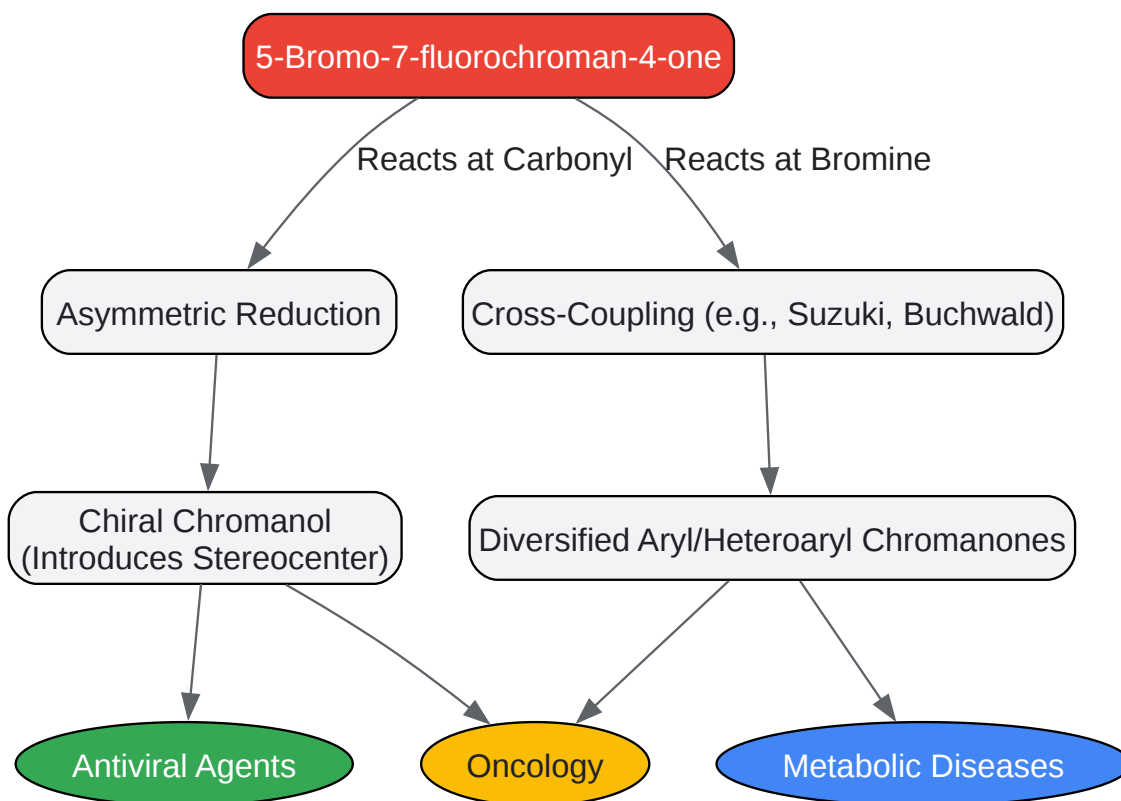 5-Bromo-7-fluorochroman-4-one
Reacts at Carbonyl
Reacts at Bromine
Asymmetric Reduction
Cross-Coupling (e.g., Suzuki, Buchwald)
Chiral Chromanol
(Introduces Stereocenter)
Diversified Aryl/Heteroaryl Chromanones
Antiviral Agents
Oncology
Metabolic Diseases